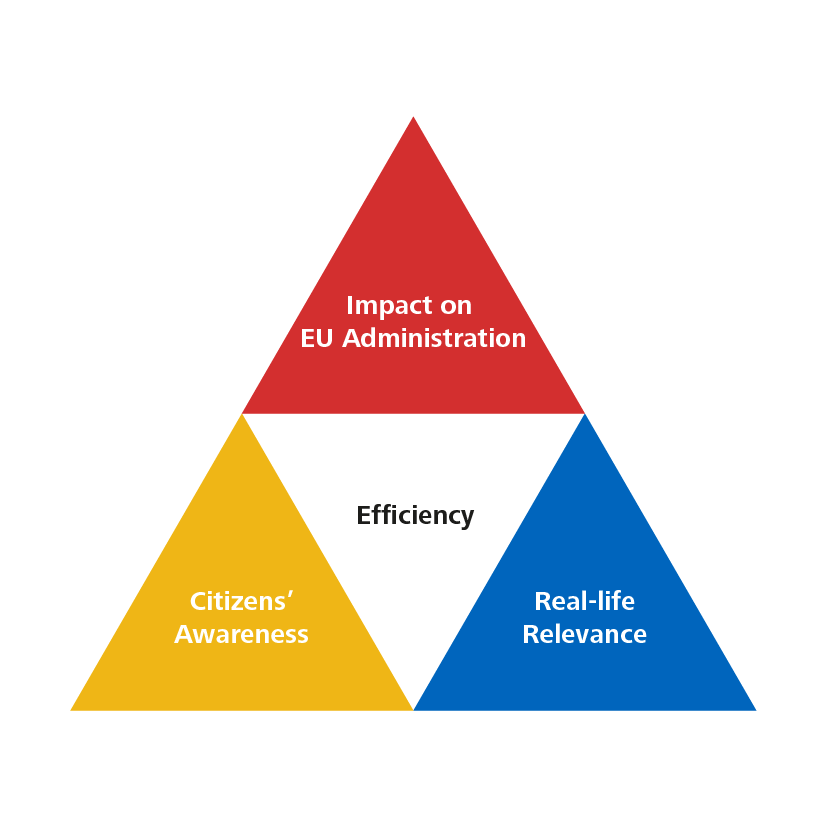 Impact on
EU Administration
Efficiency
Citizens’
Awareness
Real-life
Relevance